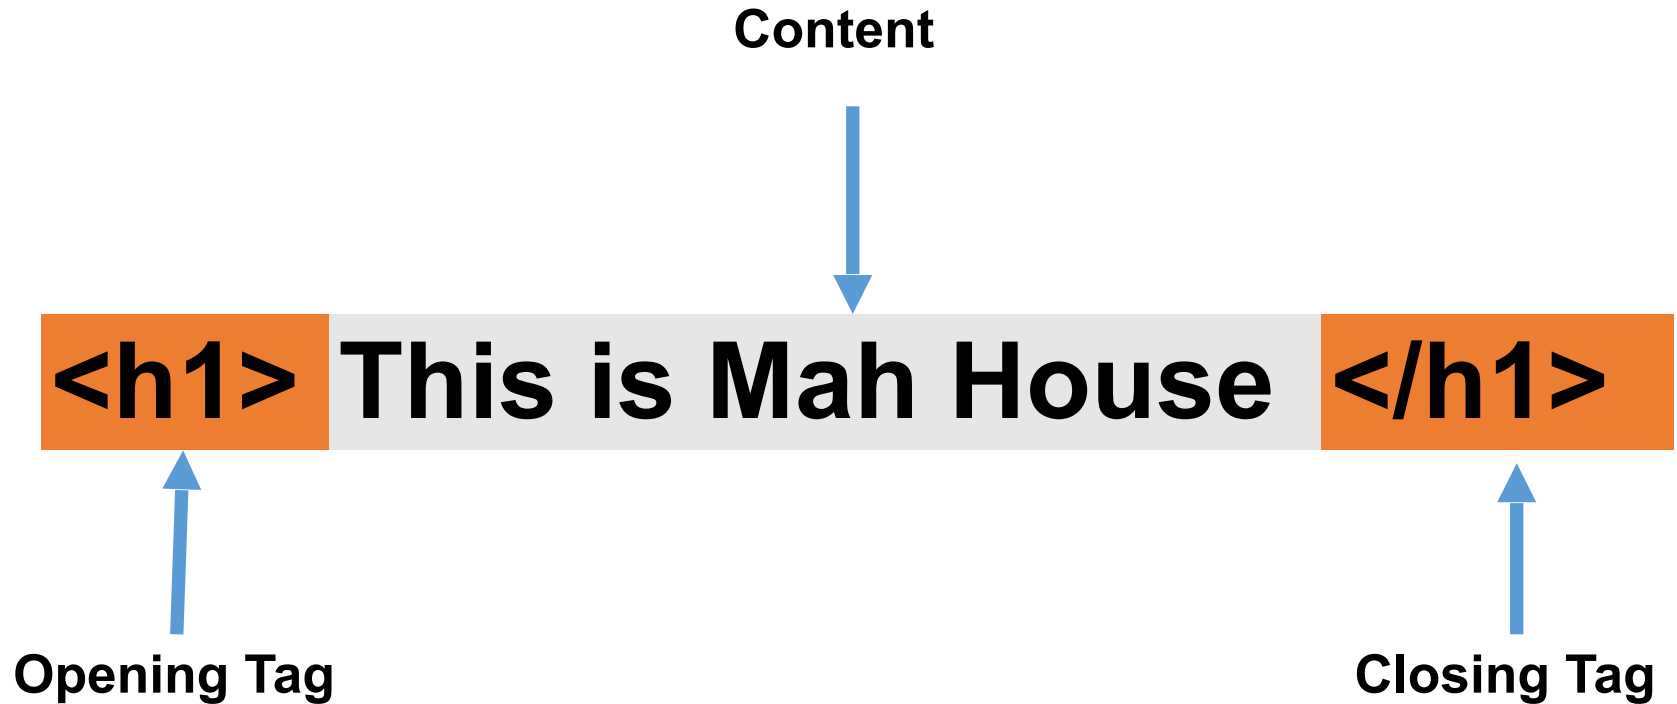 Content
<h1> This is Mah House </h1>
Opening Tag
Closing Tag